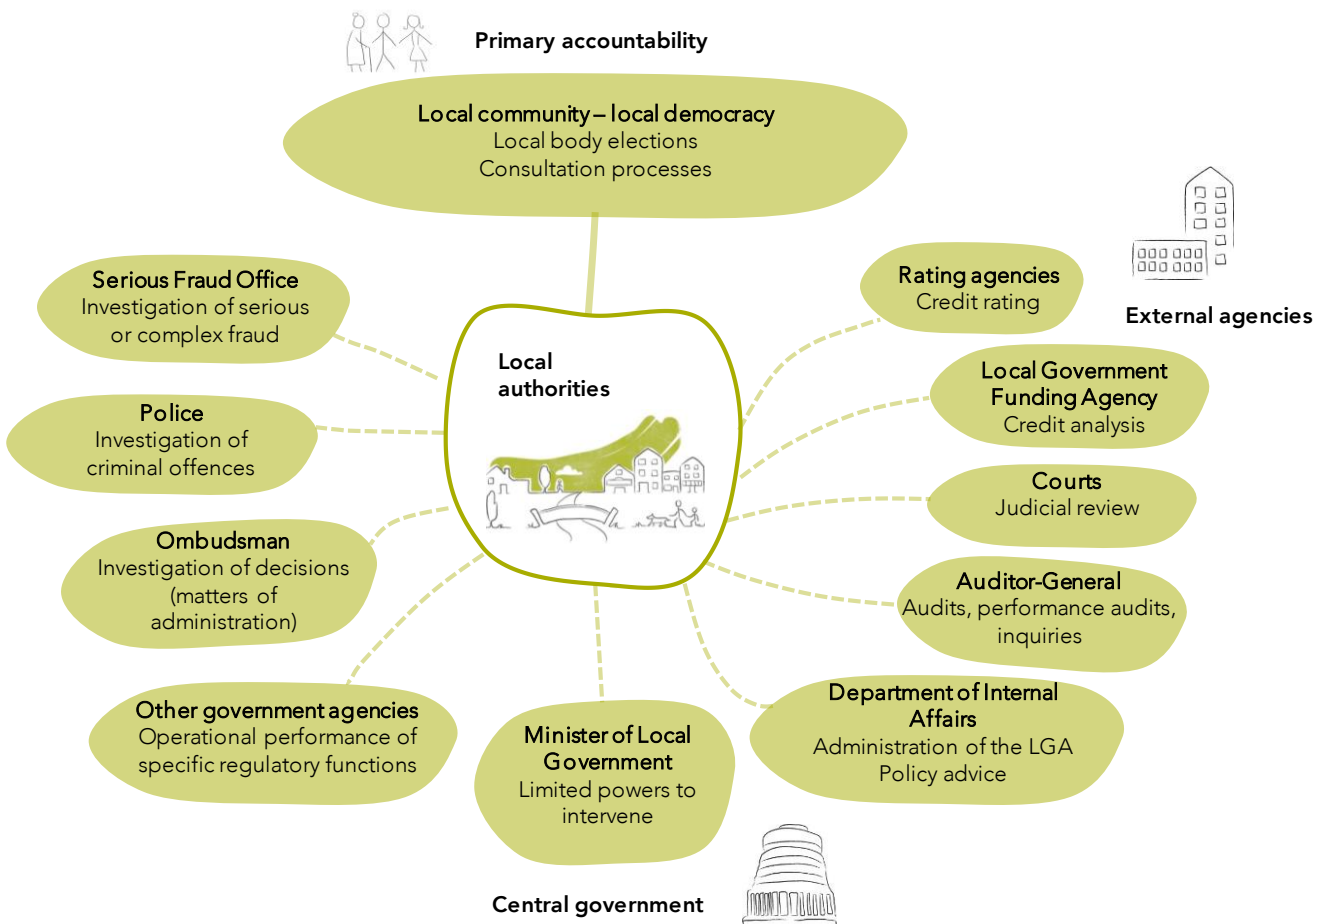 Primary accountability
Local community – local democracy
Local body elections
Consultation processes
Serious Fraud Office
Investigation of serious
or complex fraud
Rating agencies
Credit rating
External agencies
Local
authorities
Local Government
Funding Agency
Credit analysis
Police
Investigation of
criminal offences
Courts
Judicial review
Ombudsman
Investigation of decisions
(matters of
administration)
Auditor-General
Audits, performance audits,
inquiries
Other government agencies
Operational performance of
specific regulatory functions
Minister of Local
Government
Limited powers to
intervene
Department of Internal
Affairs
Administration of the LGA
Policy advice
Central government